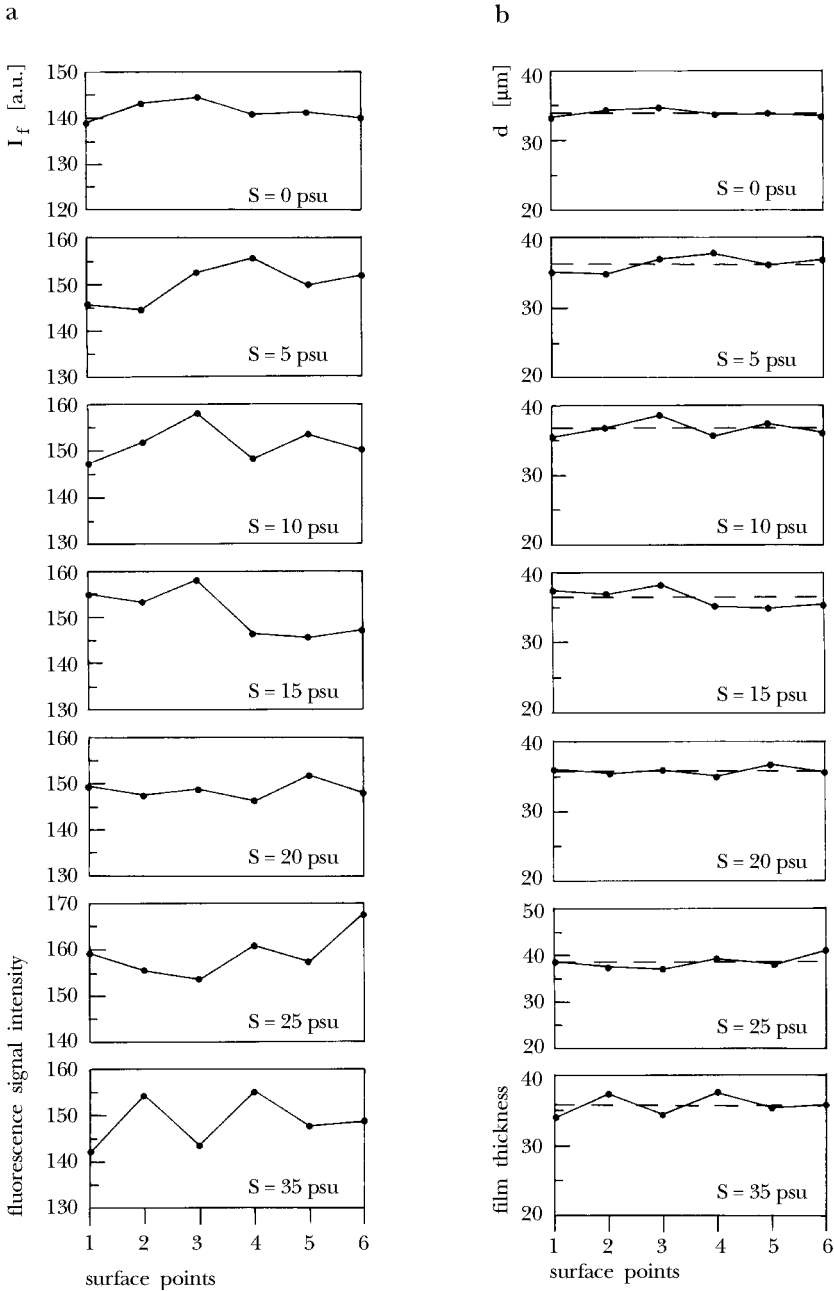 a
I_f [a.u.]
150
140
130
120
S = 0 psu
160
150
140
130
S = 5 psu
160
150
140
130
S = 10 psu
160
150
140
130
S = 15 psu
160
150
140
130
S = 20 psu
170
160
150
140
S = 25 psu
160
150
140
130
S = 35 psu
fluorescence signal intensity
1 2 3 4 5 6
surface points
b
d [μm]
40
30
20
S = 0 psu
40
30
20
S = 5 psu
40
30
20
S = 10 psu
40
30
20
S = 15 psu
40
30
20
S = 20 psu
50
40
30
20
S = 25 psu
40
30
20
S = 35 psu
film thickness
1 2 3 4 5 6
surface points